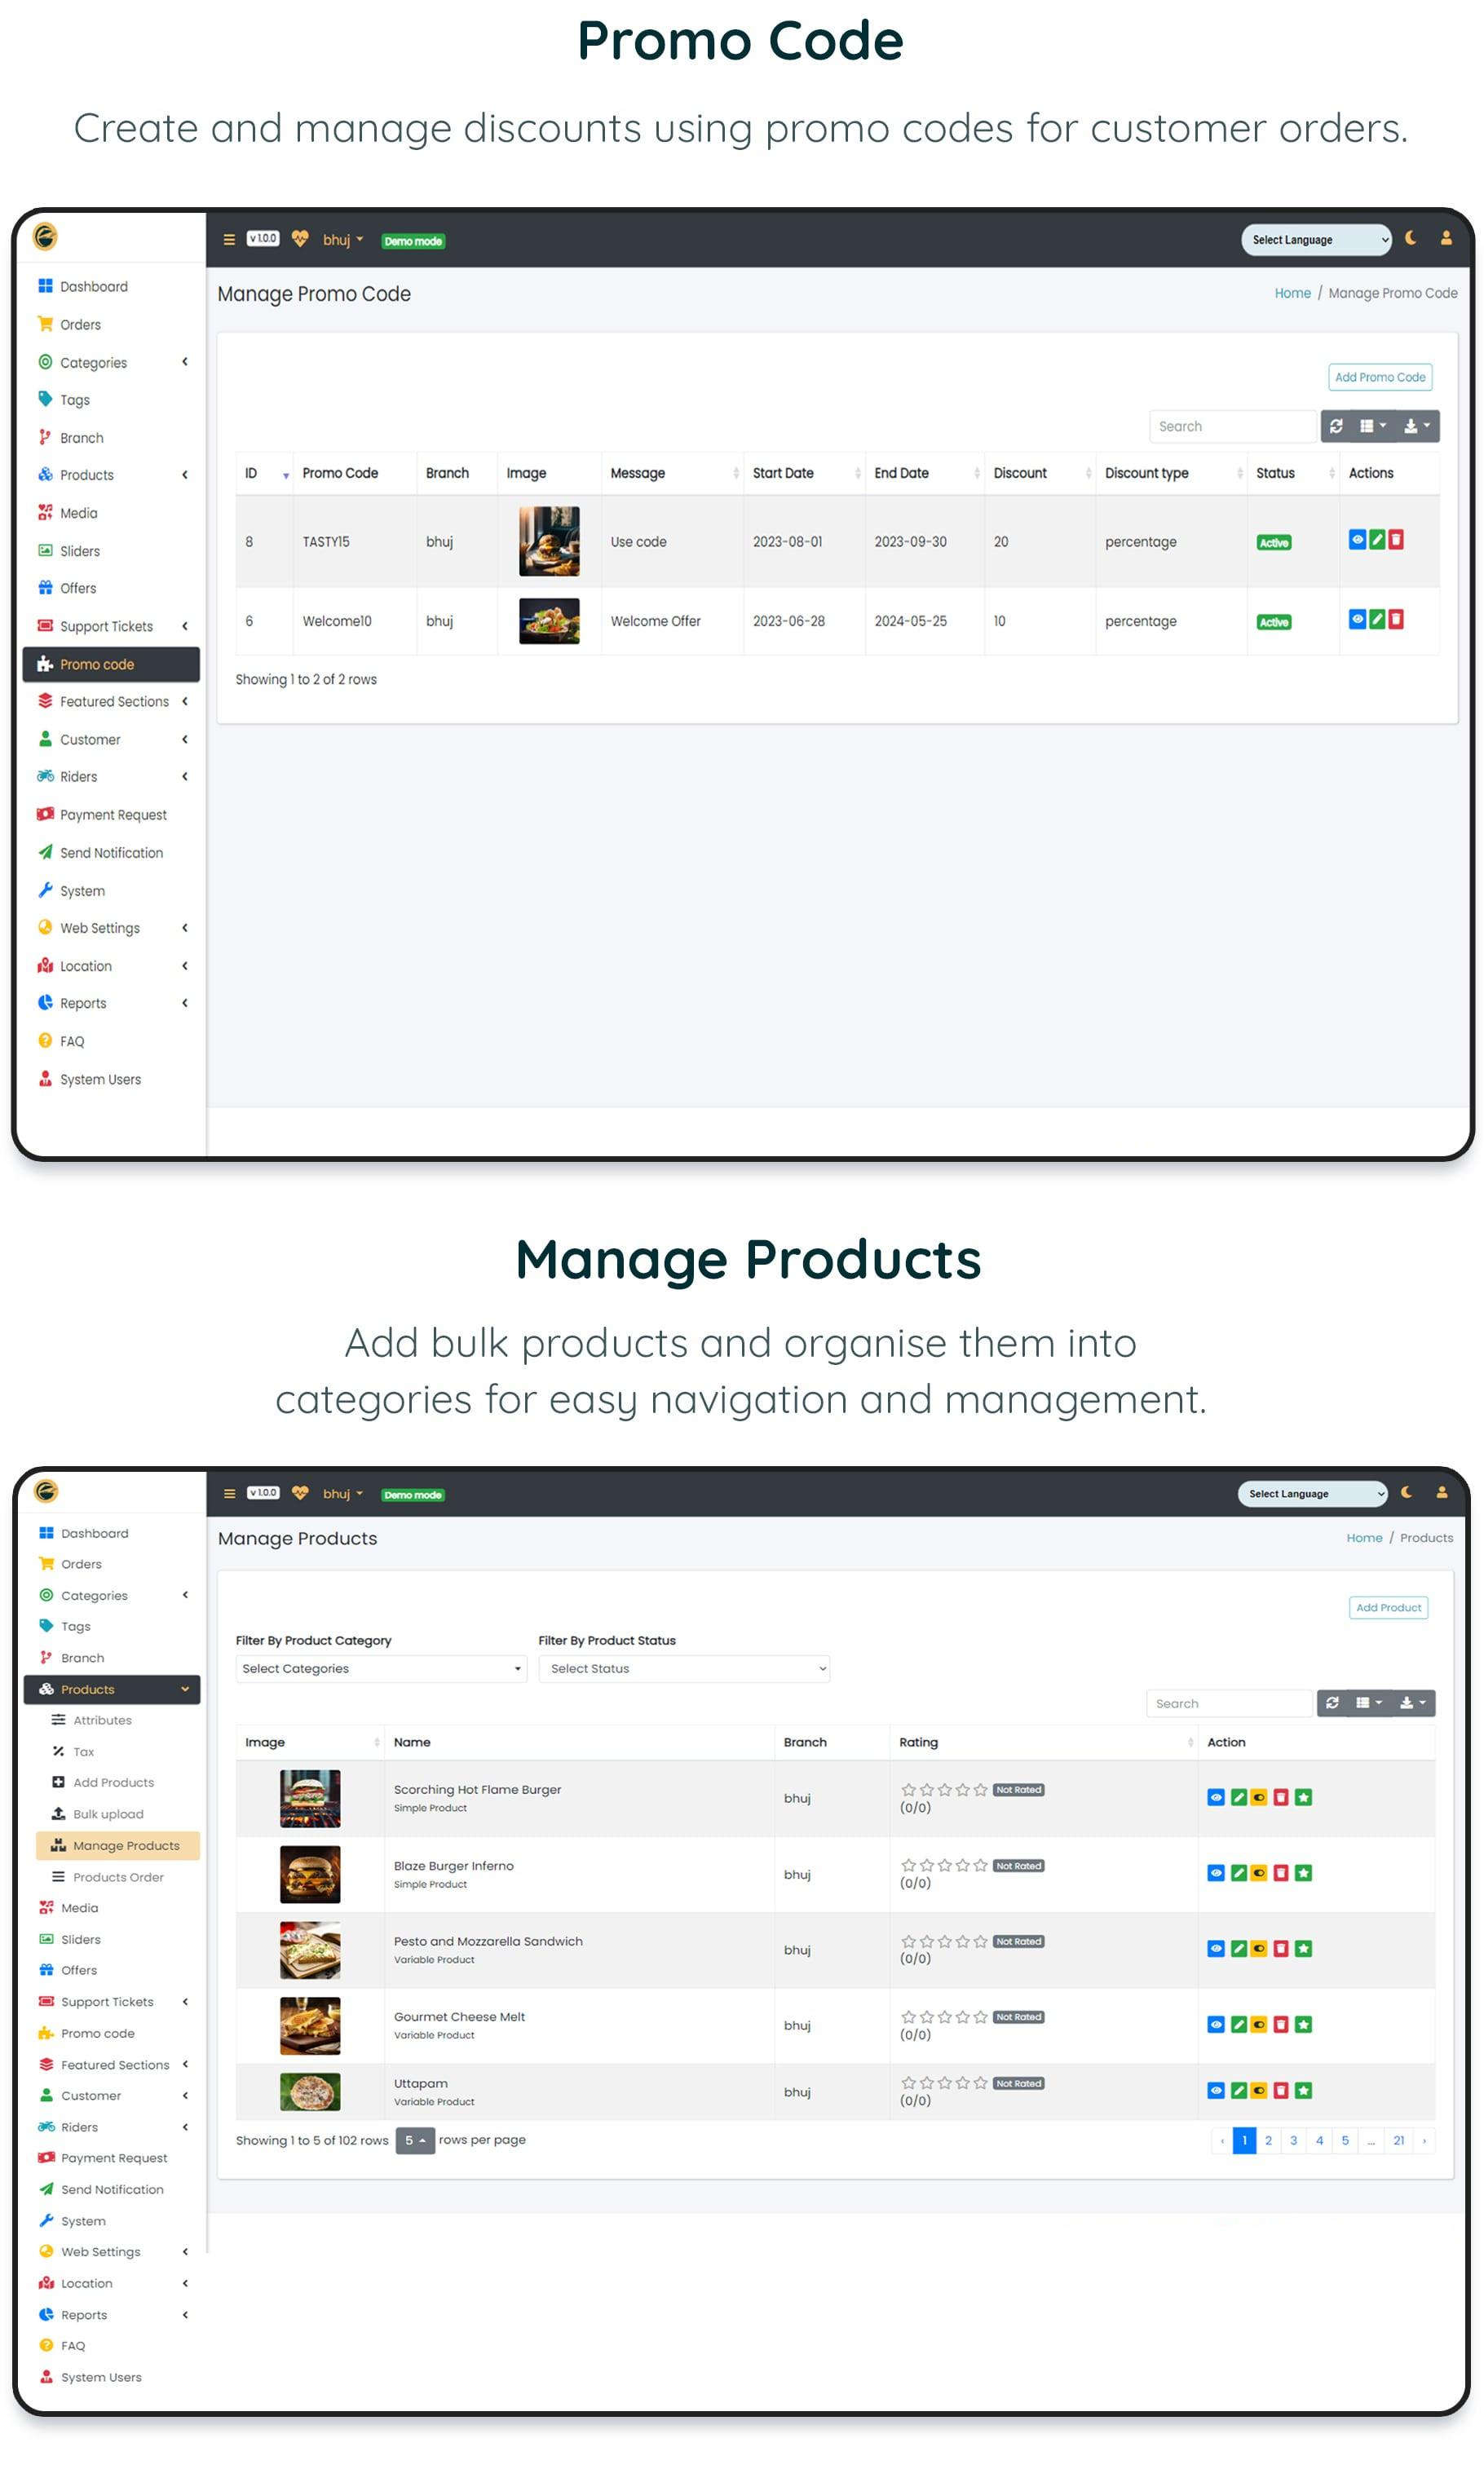 Promo Code
Create and manage discounts using promo codes for customer orders.
v 1.0.0 bhuj Demo mode Select Language
Dashboard
Orders
Categories
Tags
Branch
Products
Media
Sliders
Offers
Support Tickets
Promo code
Featured Sections
Customer
Riders
Payment Request
Send Notification
System
Web Settings
Location
Reports
FAQ
System Users
Manage Promo Code Home / Manage Promo Code
Add Promo Code
Search
ID Promo Code Branch Image Message Start Date End Date Discount Discount type Status Actions
8 TASTY15 bhuj Use code 2023-08-01 2023-09-30 20 percentage Active
6 Welcome10 bhuj Welcome Offer 2023-06-28 2024-05-25 10 percentage Active
Showing 1 to 2 of 2 rows
Manage Products
Add bulk products and organise them into
categories for easy navigation and management.
v 1.0.0 bhuj Demo mode Select Language
Dashboard
Orders
Categories
Tags
Branch
Products
Attributes
Tax
Add Products
Bulk upload
Manage Products
Products Order
Media
Sliders
Offers
Support Tickets
Promo code
Featured Sections
Customer
Riders
Payment Request
Send Notification
System
Web Settings
Location
Reports
FAQ
System Users
Manage Products Home / Products
Add Product
Filter By Product Category Filter By Product Status
Select Categories Select Status
Search
Image Name Branch Rating Action
Scorching Hot Flame Burger
Simple Product
bhuj
Not Rated
(0/0)
Blaze Burger Inferno
Simple Product
bhuj
Not Rated
(0/0)
Pesto and Mozzarella Sandwich
Variable Product
bhuj
Not Rated
(0/0)
Gourmet Cheese Melt
Variable Product
bhuj
Not Rated
(0/0)
Uttapam
Variable Product
bhuj
Not Rated
(0/0)
Showing 1 to 5 of 102 rows 5 rows per page ‹ 1 2 3 4 5 ... 21 ›